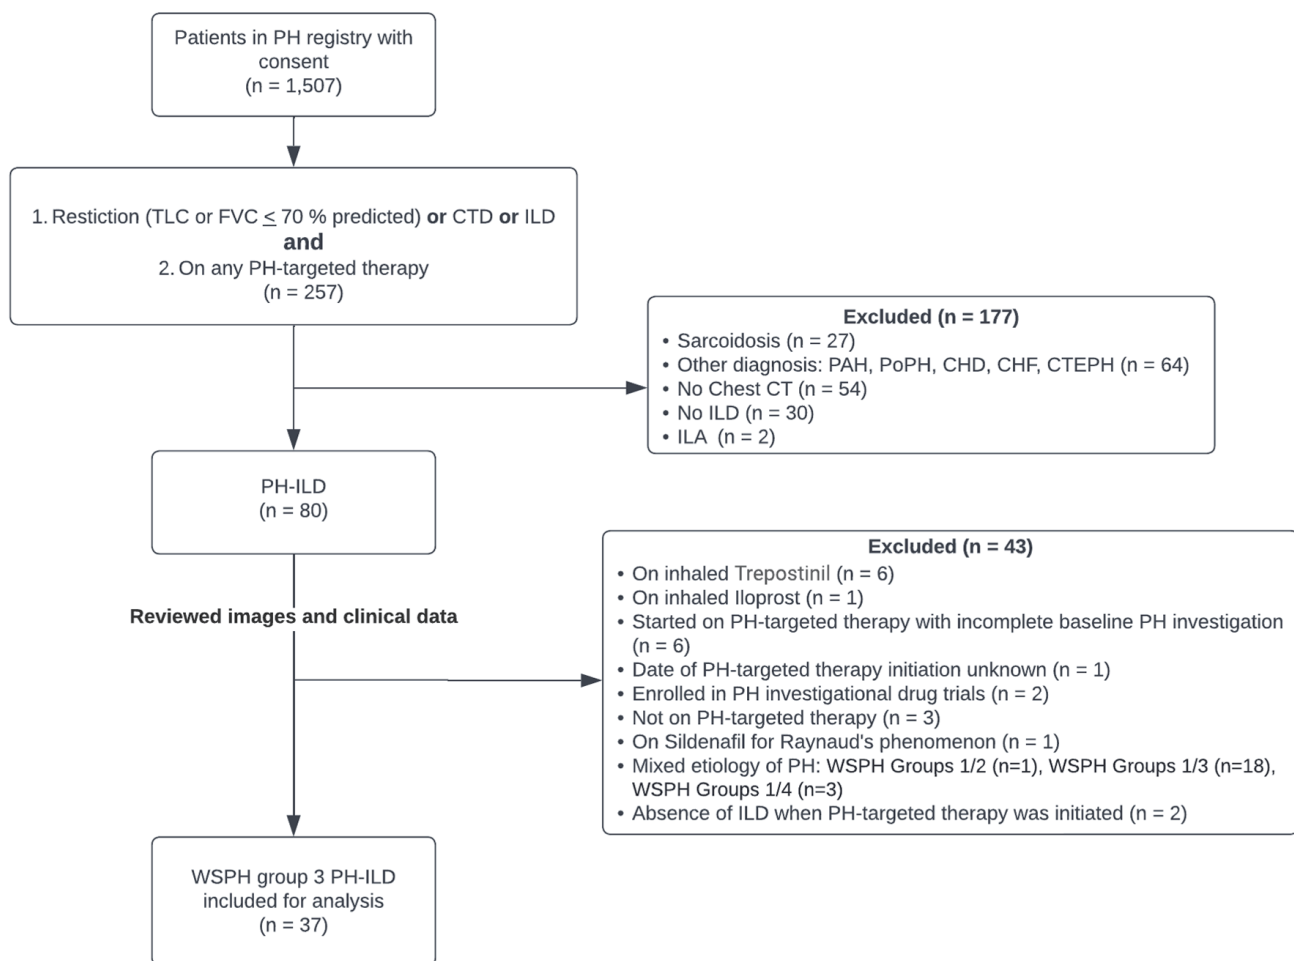 Patients in PH registry with
consent
(n = 1,507)
1. Restiction (TLC or FVC ≤ 70 % predicted) or CTD or ILD
and
2. On any PH-targeted therapy
(n = 257)
Excluded (n = 177)
• Sarcoidosis (n = 27)
• Other diagnosis: PAH, PoPH, CHD, CHF, CTEPH (n = 64)
• No Chest CT (n = 54)
• No ILD (n = 30)
• ILA (n = 2)
PH-ILD
(n = 80)
Reviewed images and clinical data
Excluded (n = 43)
• On inhaled Trepostinil (n = 6)
• On inhaled Iloprost (n = 1)
• Started on PH-targeted therapy with incomplete baseline PH investigation
(n = 6)
• Date of PH-targeted therapy initiation unknown (n = 1)
• Enrolled in PH investigational drug trials (n = 2)
• Not on PH-targeted therapy (n = 3)
• On Sildenafil for Raynaud's phenomenon (n = 1)
• Mixed etiology of PH: WSPH Groups 1/2 (n=1), WSPH Groups 1/3 (n=18),
WSPH Groups 1/4 (n=3)
• Absence of ILD when PH-targeted therapy was initiated (n = 2)
WSPH group 3 PH-ILD
included for analysis
(n = 37)